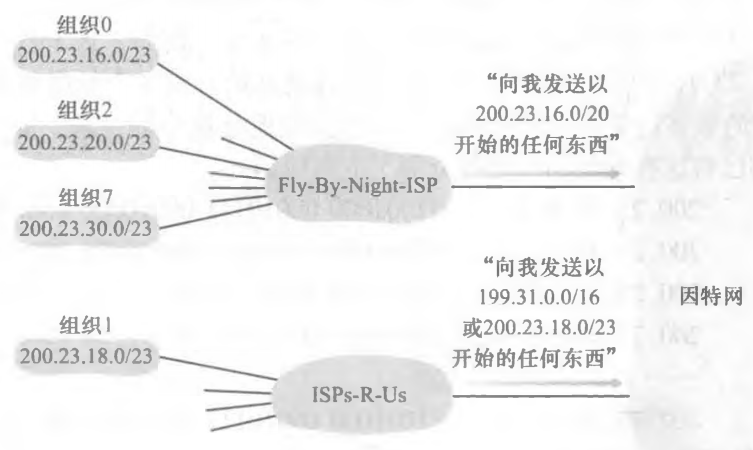 组织0
200.23.16.0/23
组织2
200.23.20.0/23
组织7
200.23.30.0/23
Fly-By-Night-ISP
“向我发送以
200.23.16.0/20
开始的任何东西”
组织1
200.23.18.0/23
ISPs-R-Us
“向我发送以
199.31.0.0/16
或200.23.18.0/23
开始的任何东西”
因特网